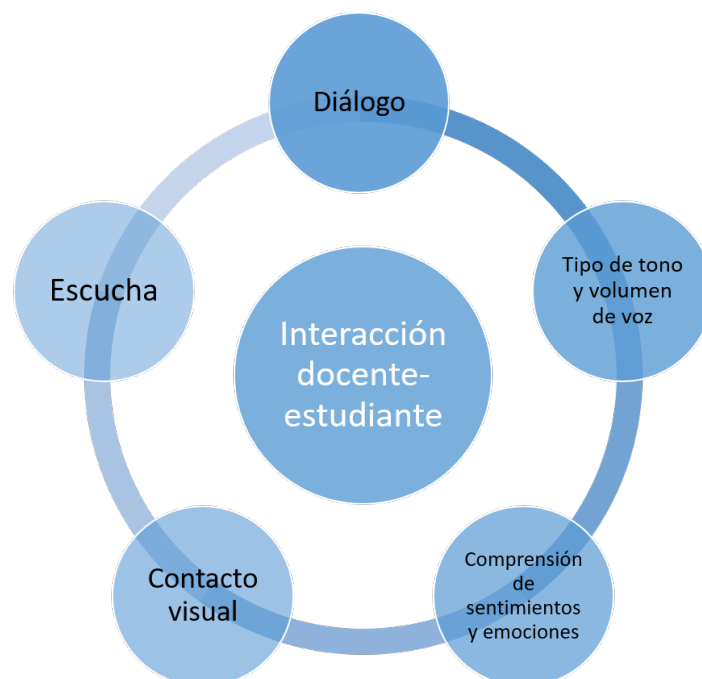 Diálogo
Tipo de tono
y volumen
de voz
Comprensión
de
sentimientos
y emociones
Contacto
visual
Escucha
Interacción
docente-
estudiante